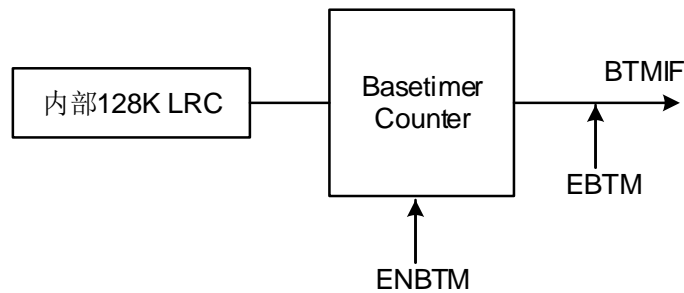 内部128K LRC
Basetimer
Counter
BTMIF
EBTM
ENBTM